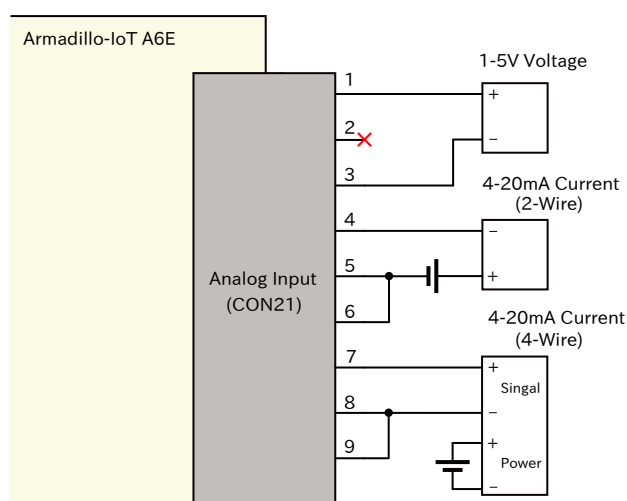 Armadillo-IoT A6E
1-5V Voltage
1
+
2
−
3
4-20mA Current
(2-Wire)
4
−
5
+
Analog Input
(CON21)
6
4-20mA Current
(4-Wire)
7
+
Singal
8
−
9
+
Power
−